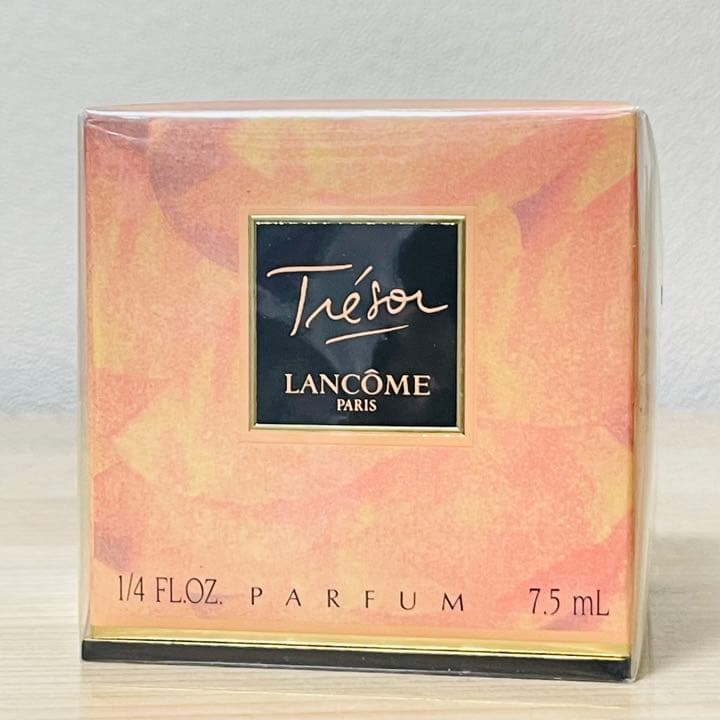 Trésor
LANCÔME
PARIS
1/4 FL.OZ. PARFUM 7.5 mL